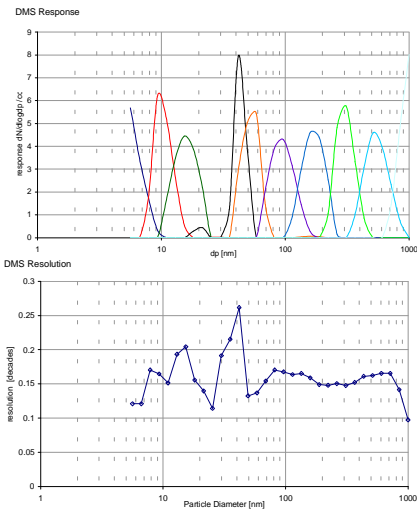 DMS Response
9
8
7
6
5
4
3
2
1
0
response dN/dlogdp / cc
1 10 100 1000
dp [nm]
DMS Resolution
0.3
0.25
0.2
0.15
0.1
0.05
0
resolution [decades]
1 10 100 1000
Particle Diameter [nm]